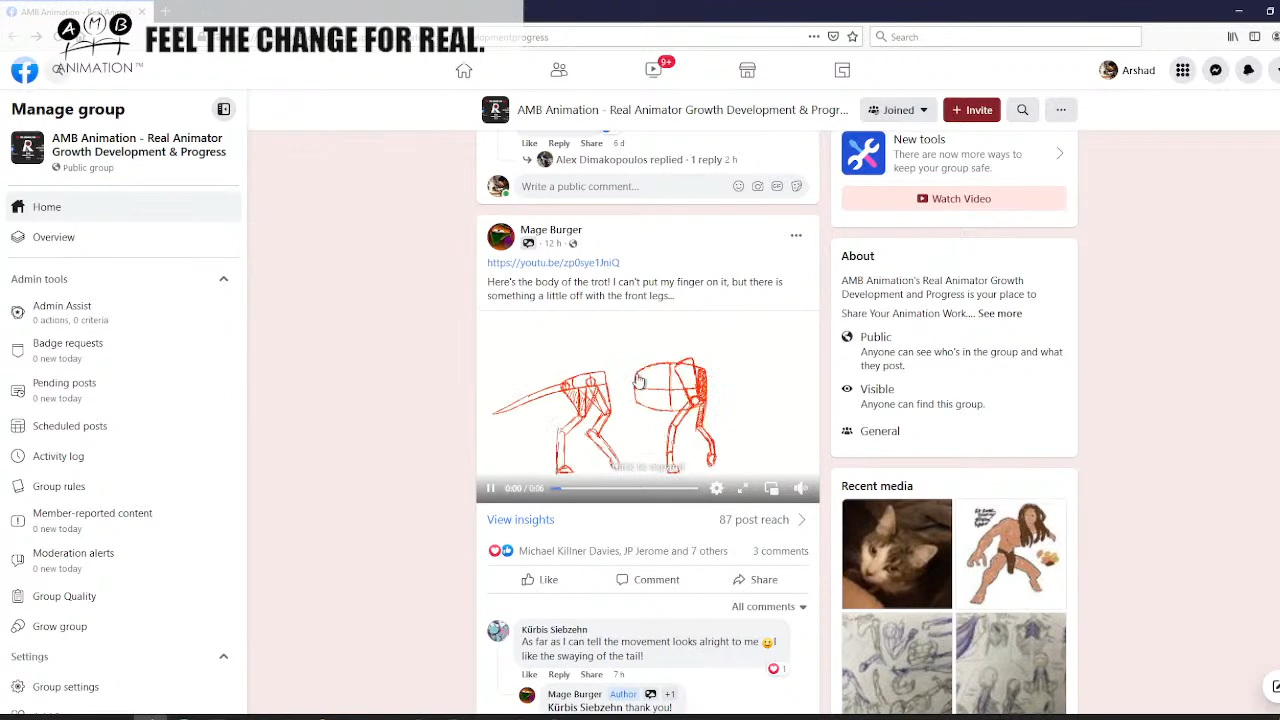 AMB Animation - Real Animator
AMB
ANIMATION™
FEEL THE CHANGE FOR REAL.
developmentprogress
Search
9+
Arshad
Manage group
AMB Animation - Real Animator
Growth Development & Progress
Public group
Home
Overview
Admin tools
Admin Assist
0 actions, 0 criteria
Badge requests
0 new today
Pending posts
0 new today
Scheduled posts
Activity log
Group rules
Member-reported content
0 new today
Moderation alerts
0 new today
Group Quality
Grow group
Settings
Group settings
AMB Animation - Real Animator Growth Development & Progr...
Joined
+ Invite
Like Share 6 d
Alex Dimakopoulos replied · 1 reply 2 h
Write a public comment...
GIF
Mage Burger
· 12 h ·
https://youtu.be/zp0sye1JniQ
Here's the body of the trot! I can't put my finger on it, but there is
something a little off with the front legs...
Click to expand
0:00 / 0:06
View insights
87 post reach
Michael Killner Davies, JP Jerome and 7 others
3 comments
Like
Comment
Share
All comments
Kürbis Siebzehn
As far as I can tell the movement looks alright to me 😀I
like the swaying of the tail!
1
Like Reply Share 7 h
Mage Burger Author +1
Kürbis Siebzehn thank you!
New tools
There are now more ways to
keep your group safe.
Watch Video
About
AMB Animation's Real Animator Growth
Development and Progress is your place to
Share Your Animation Work.... See more
Public
Anyone can see who's in the group and what
they post.
Visible
Anyone can find this group.
General
Recent media